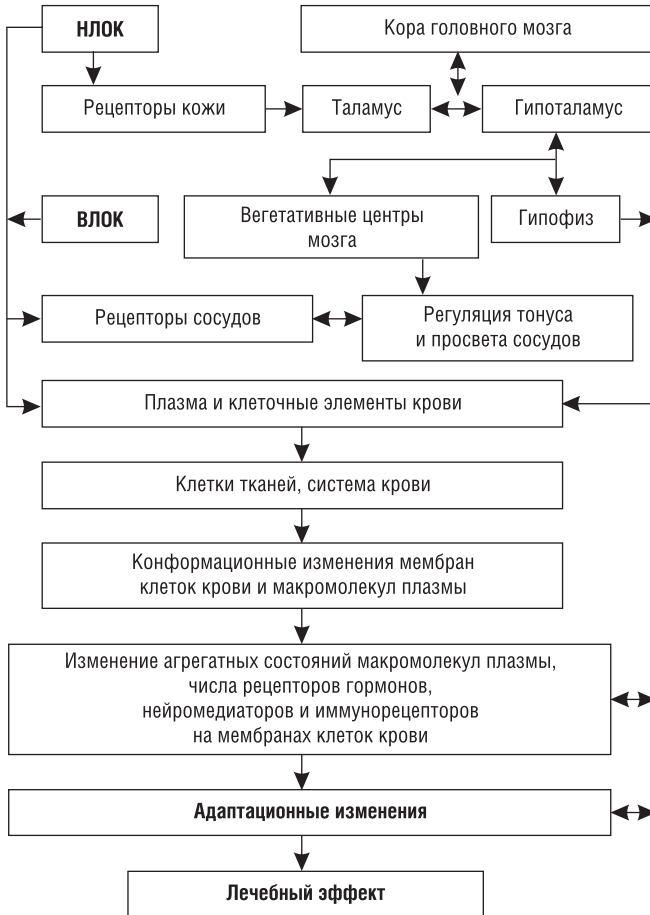 НЛОК
Кора головного мозга
Рецепторы кожи
Таламус
Гипоталамус
ВЛОК
Вегетативные центры
мозга
Гипофиз
Рецепторы сосудов
Регуляция тонуса
и просвета сосудов
Плазма и клеточные элементы крови
Клетки тканей, система крови
Конформационные изменения мембран
клеток крови и макромолекул плазмы
Изменение агрегатных состояний макромолекул плазмы,
числа рецепторов гормонов,
нейромедиаторов и иммунорецепторов
на мембранах клеток крови
Адаптационные изменения
Лечебный эффект